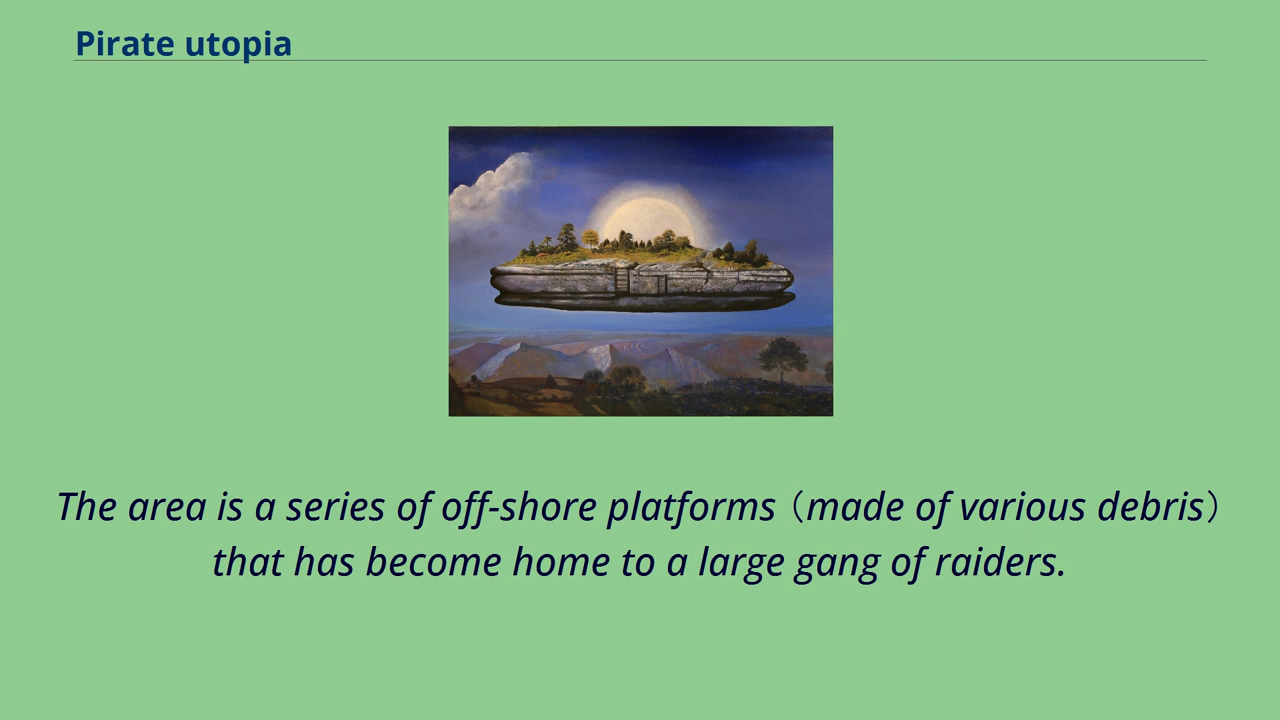 Pirate utopia
The area is a series of off-shore platforms（made of various debris）
that has become home to a large gang of raiders.